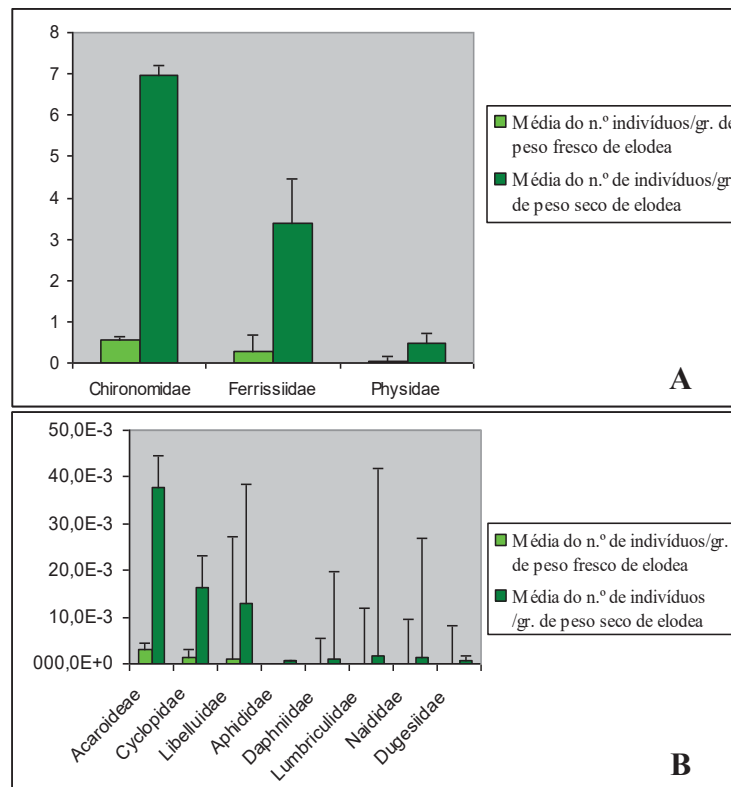 8
7
6
5
4
3
2
1
0
Chironomidae
Ferrissiidae
Physidae
Média do n.º indivíduos/gr. de
peso fresco de elodea
Média do n.º de indivíduos/gr
de peso seco de elodea
A
50,0E-3
40,0E-3
30,0E-3
20,0E-3
10,0E-3
000,0E+0
Acaroideae
Cyclopidae
Libelluidae
Aphididae
Daphniidae
Lumbriculidae
Naididae
Dugesiidae
Média do n.º de indivíduos/gr.
de peso fresco de elodea
Média do n.º de indivíduos
/gr. de peso seco de elodea
B